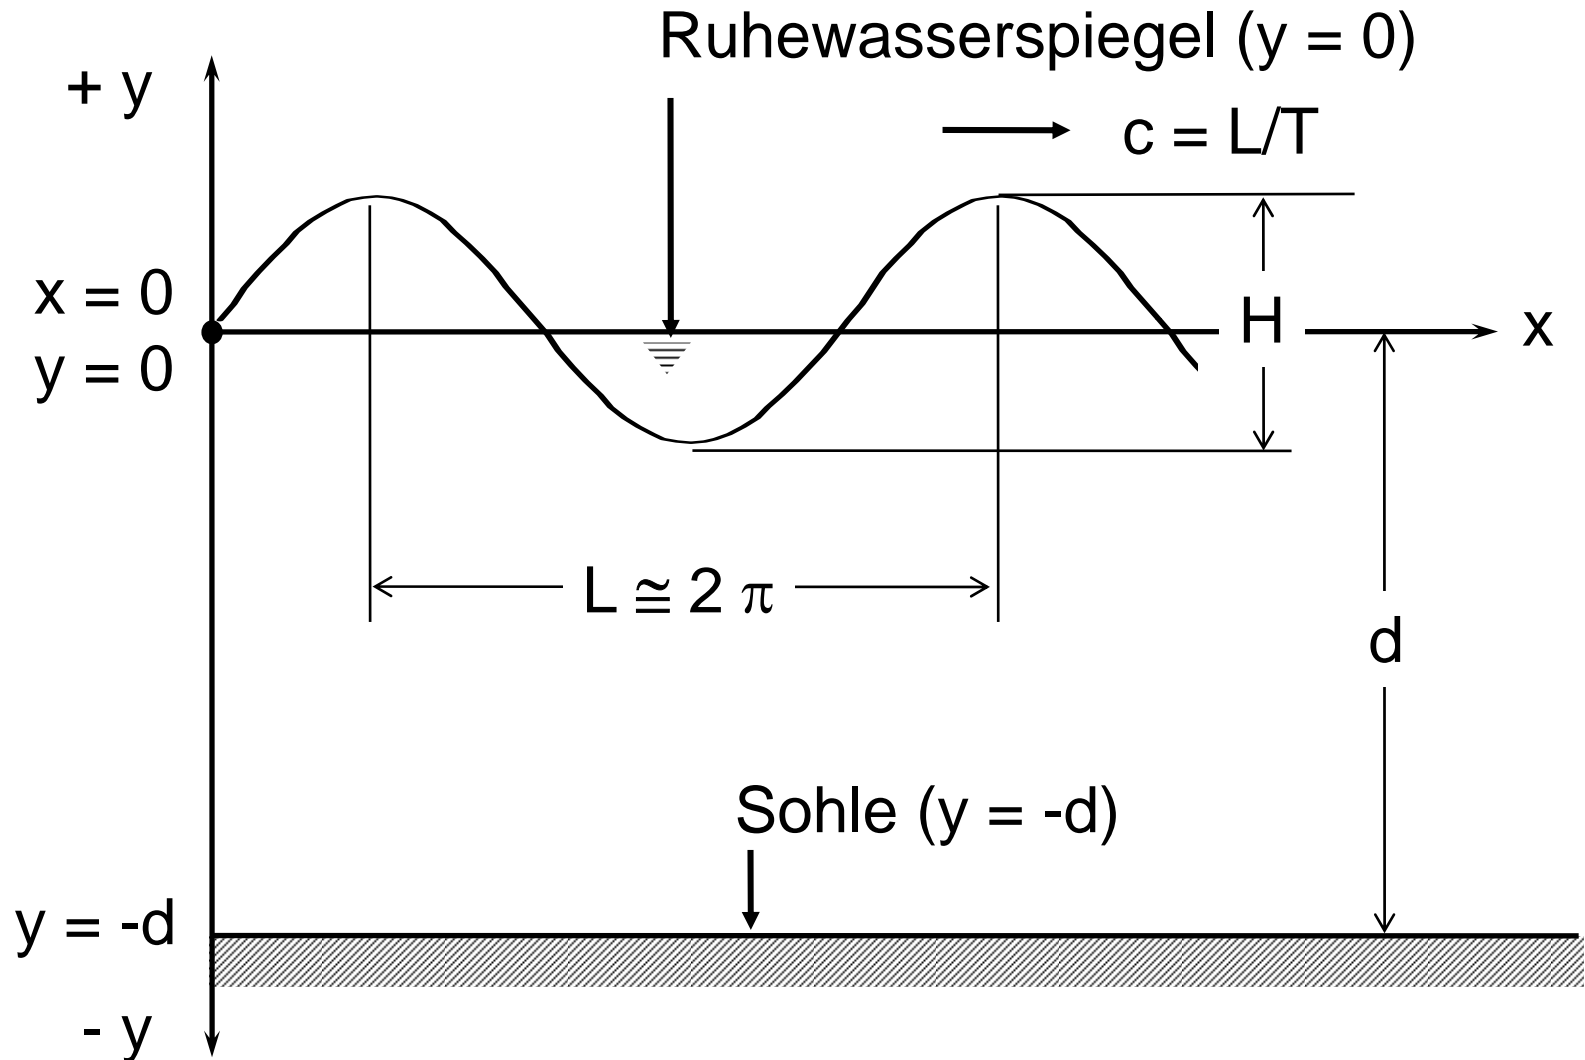 Ruhewasserspiegel (y = 0)
+ y
c = L/T
x = 0
y = 0
H
x
L ≅ 2 π
d
Sohle (y = -d)
y = -d
- y